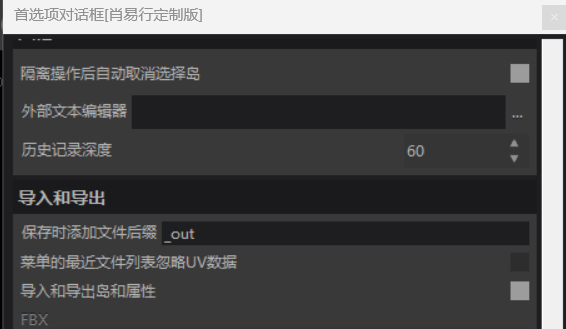 首选项对话框[肖易行定制版]
隔离操作后自动取消选择岛
外部文本编辑器
...
历史记录深度
60
导入和导出
保存时添加文件后缀
_out
菜单的最近文件列表忽略UV数据
导入和导出岛和属性
FBX